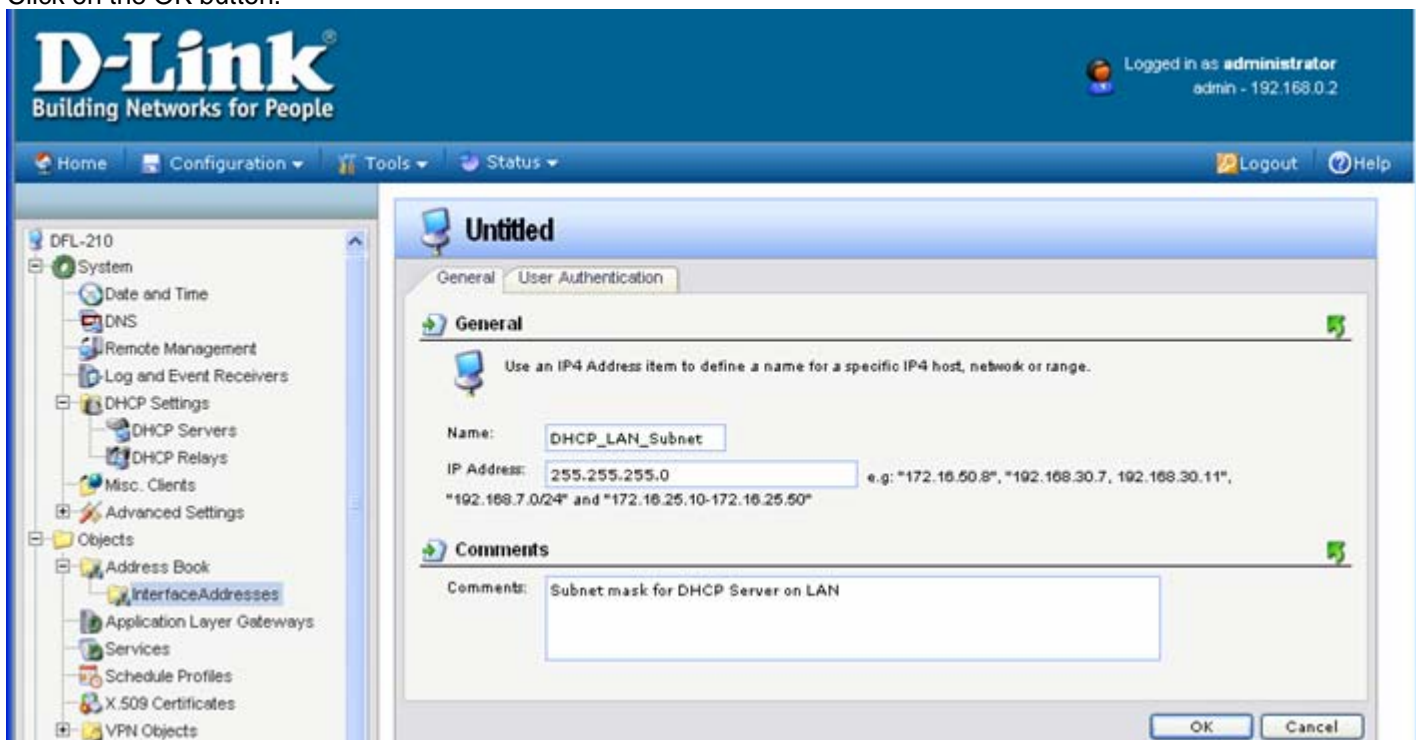 Click on the OK button.
D-Link®
Building Networks for People
Logged in as administrator
admin - 192.168.0.2
Home Configuration Tools Status Logout Help
DFL-210
System
Date and Time
DNS
Remote Management
Log and Event Receivers
DHCP Settings
DHCP Servers
DHCP Relays
Misc. Clients
Advanced Settings
Objects
Address Book
InterfaceAddresses
Application Layer Gateways
Services
Schedule Profiles
X.509 Certificates
VPN Objects
Untitled
General User Authentication
General
Use an IP4 Address item to define a name for a specific IP4 host, network or range.
Name: DHCP_LAN_Subnet
IP Address: 255.255.255.0 e.g: "172.16.50.8", "192.168.30.7, 192.168.30.11",
"192.168.7.0/24" and "172.16.25.10-172.16.25.50"
Comments
Comments: Subnet mask for DHCP Server on LAN
OK Cancel